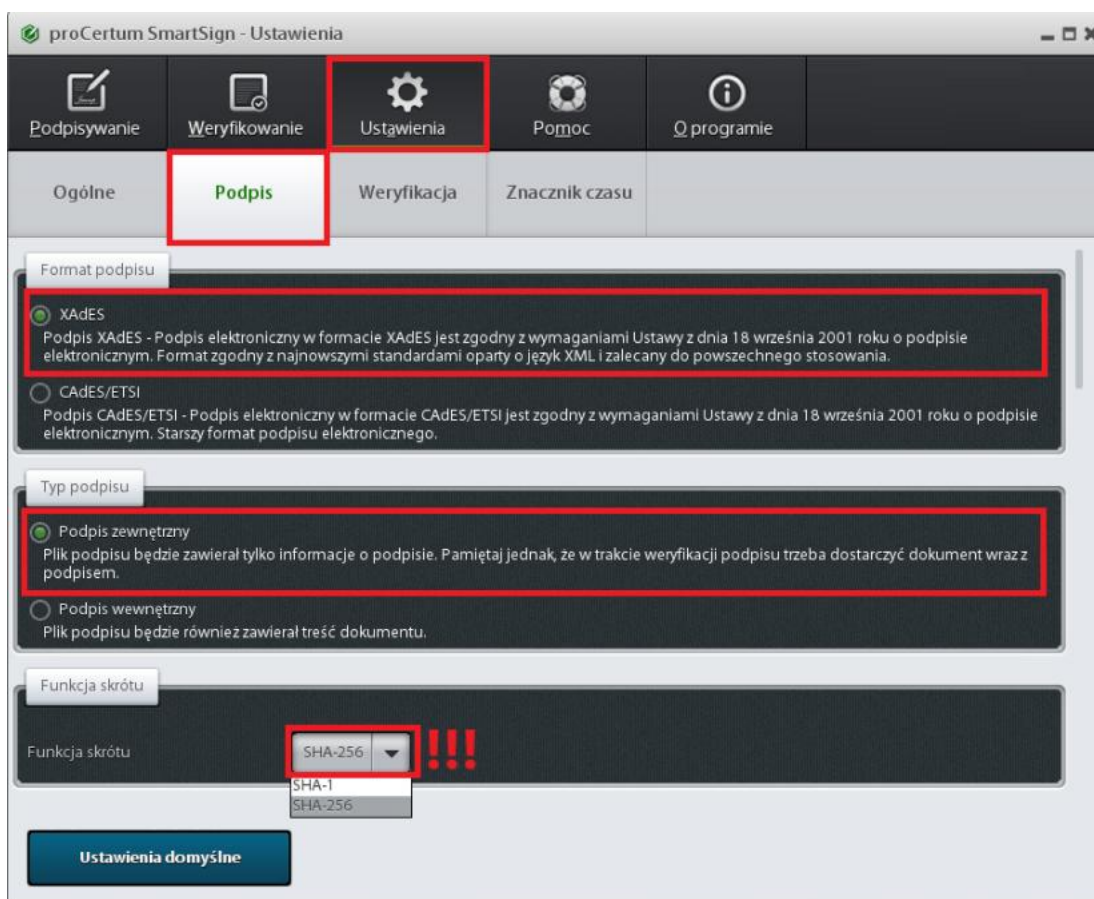 proCertum SmartSign - Ustawienia
Podpisywanie
Weryfikowanie
Ustawienia
Pomoc
O programie
Ogólne
Podpis
Weryfikacja
Znacznik czasu
Format podpisu
XAdES
Podpis XAdES - Podpis elektroniczny w formacie XAdES jest zgodny z wymaganiami Ustawy z dnia 18 września 2001 roku o podpisie
elektronicznym. Format zgodny z najnowszymi standardami oparty o język XML i zalecany do powszechnego stosowania.
CAdES/ETSI
Podpis CAdES/ETSI - Podpis elektroniczny w formacie CAdES/ETSI jest zgodny z wymaganiami Ustawy z dnia 18 września 2001 roku o podpisie
elektronicznym. Starszy format podpisu elektronicznego.
Typ podpisu
Podpis zewnętrzny
Plik podpisu będzie zawierał tylko informacje o podpisie. Pamiętaj jednak, że w trakcie weryfikacji podpisu trzeba dostarczyć dokument wraz z
podpisem.
Podpis wewnętrzny
Plik podpisu będzie również zawierał treść dokumentu.
Funkcja skrótu
Funkcja skrótu
SHA-256
!!!
SHA-1
SHA-256
Ustawienia domyślne